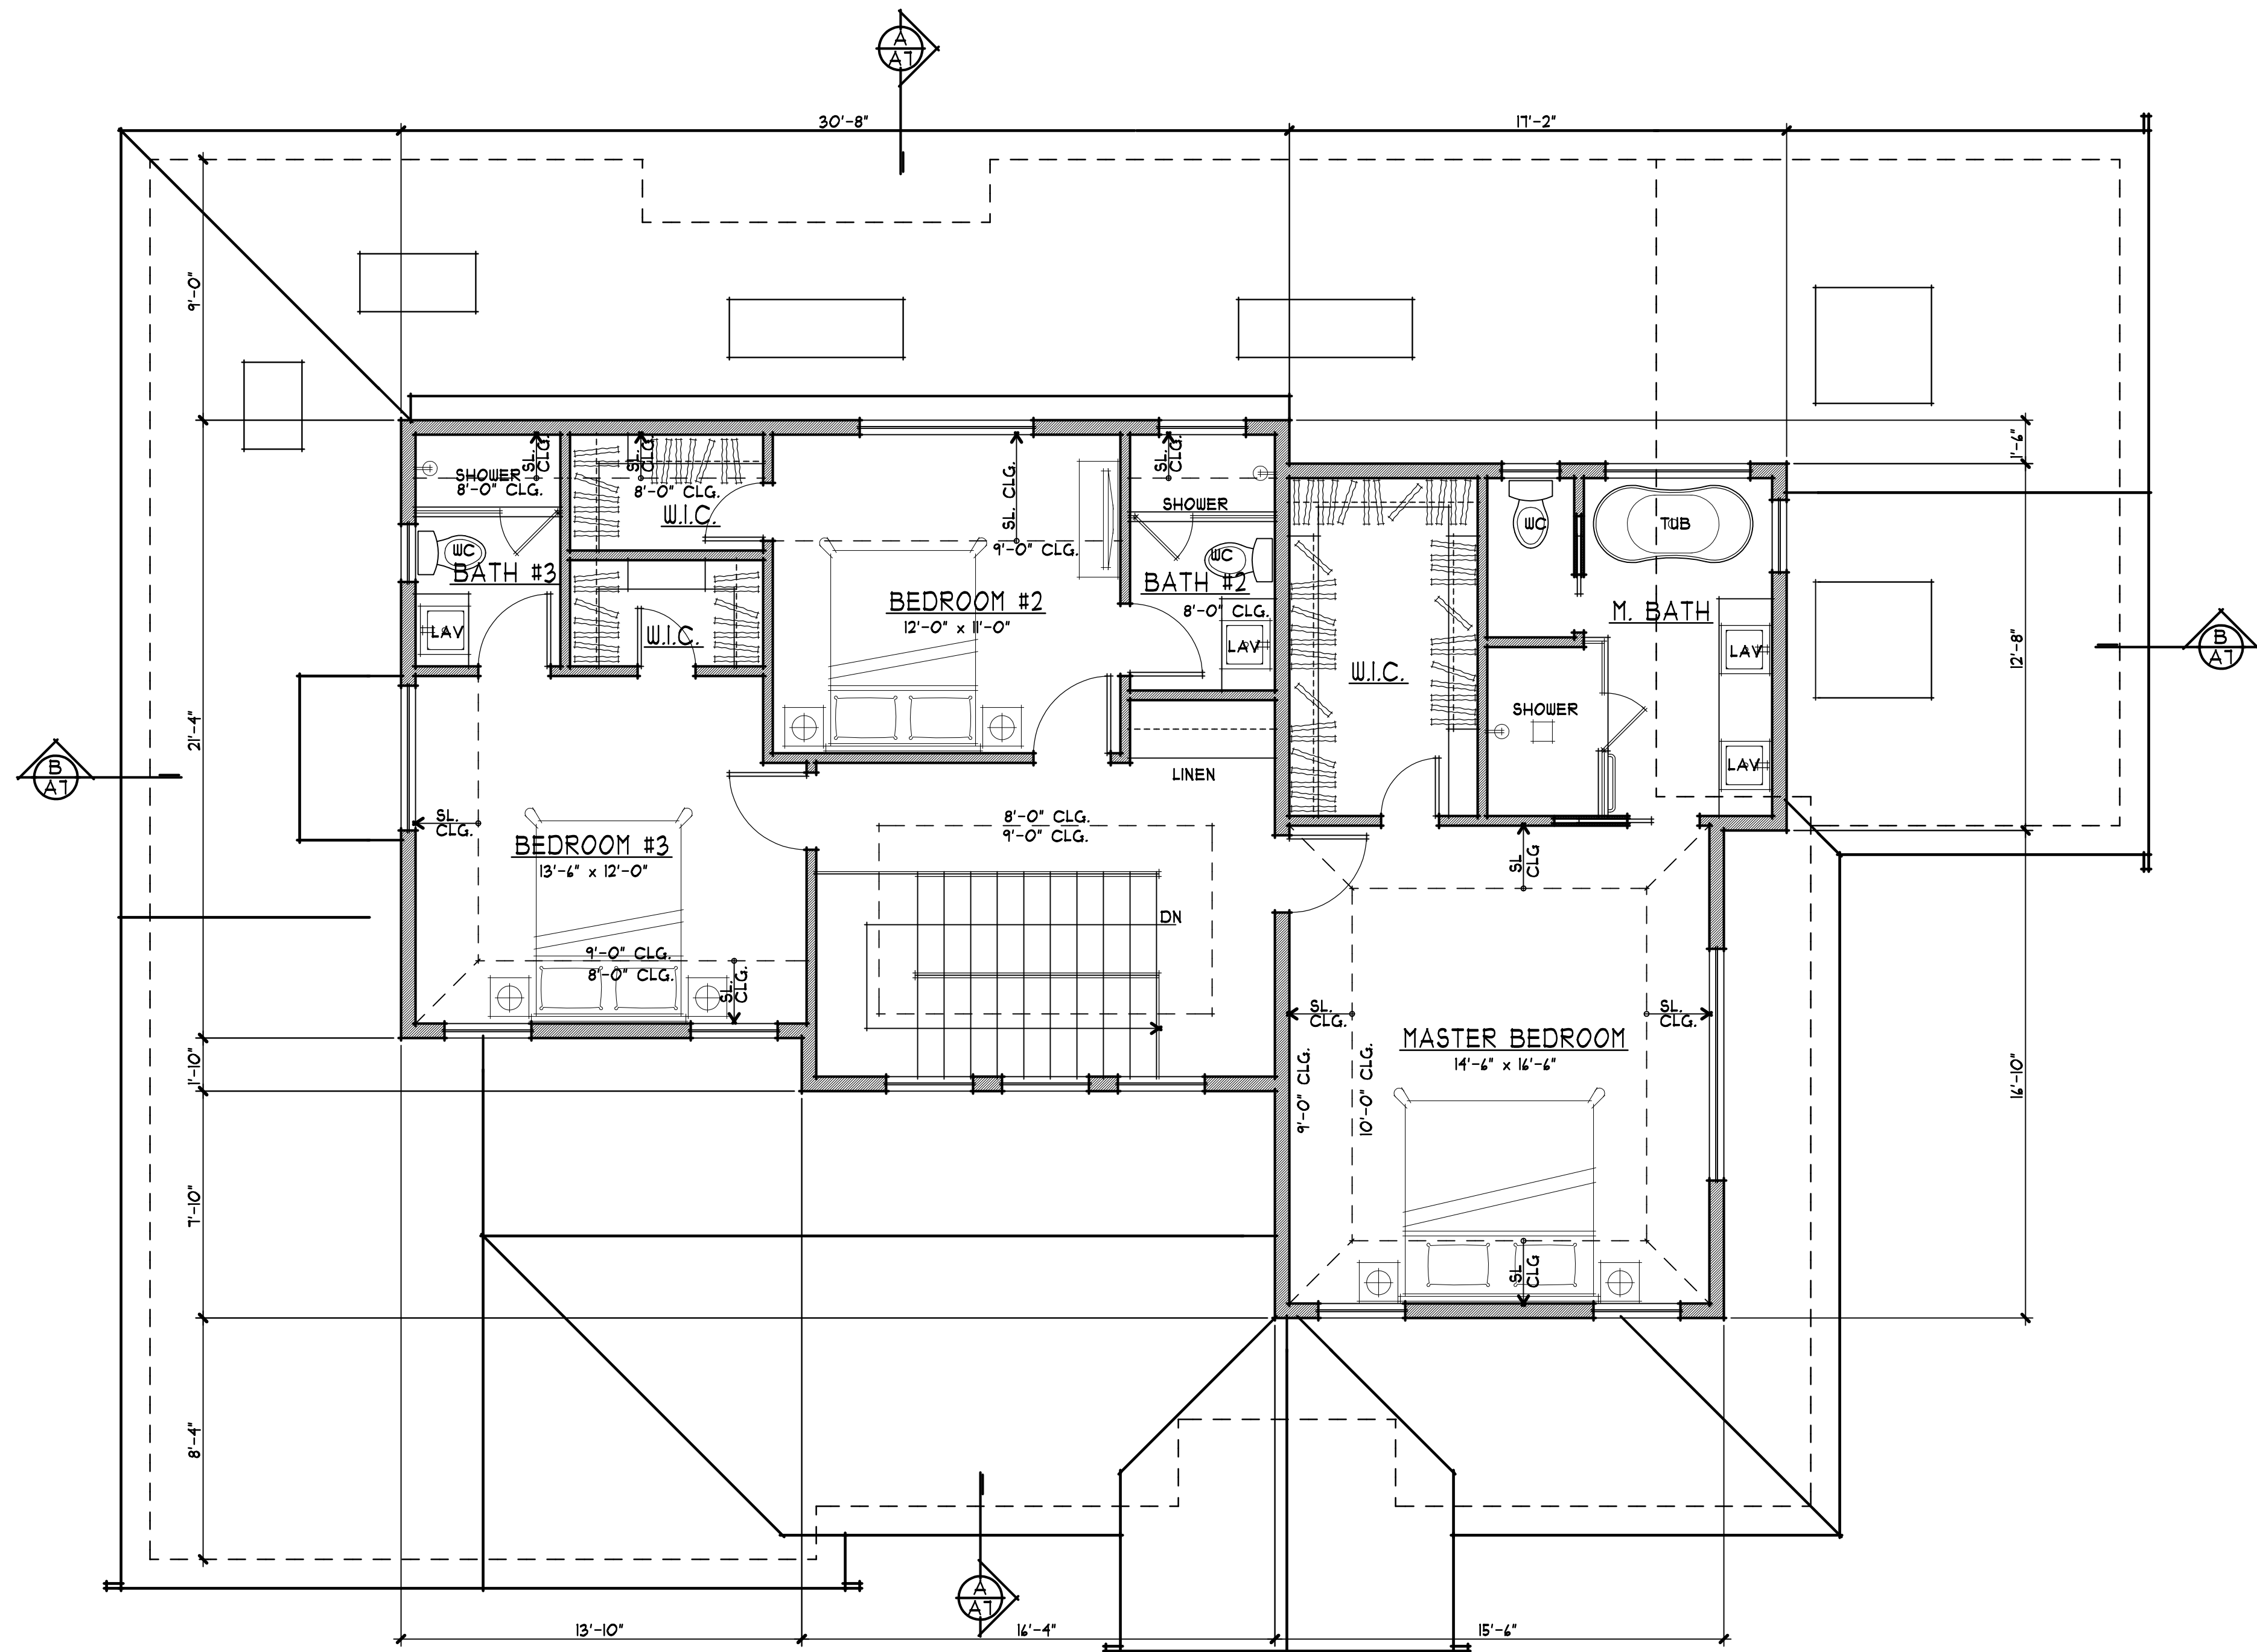 A
A7
30'-8"
17'-2"
9'-0"
SL.
CLG.
SHOWER
8'-0" CLG.
SL.
CLG.
8'-0" CLG.
W.I.C.
SL. CLG.
9'-0" CLG.
SL.
CLG.
SHOWER
1'-6"
WC
BATH #3
LAV
W.I.C.
BEDROOM #2
12'-0" x 11'-0"
WC
BATH #2
8'-0" CLG.
LAV
WC
TUB
M. BATH
LAV
W.I.C.
SHOWER
LAV
12'-8"
B
A7
21'-4"
B
A7
LINEN
SL.
CLG.
BEDROOM #3
13'-6" x 12'-0"
8'-0" CLG.
9'-0" CLG.
SL
CLG
DN
9'-0" CLG.
8'-0" CLG.
SL.
CLG.
SL.
CLG.
SL.
CLG.
MASTER BEDROOM
14'-6" x 16'-6"
9'-0" CLG.
10'-0" CLG.
1'-10"
16'-10"
7'-10"
SL
CLG
8'-4"
A
A7
13'-10"
16'-4"
15'-6"